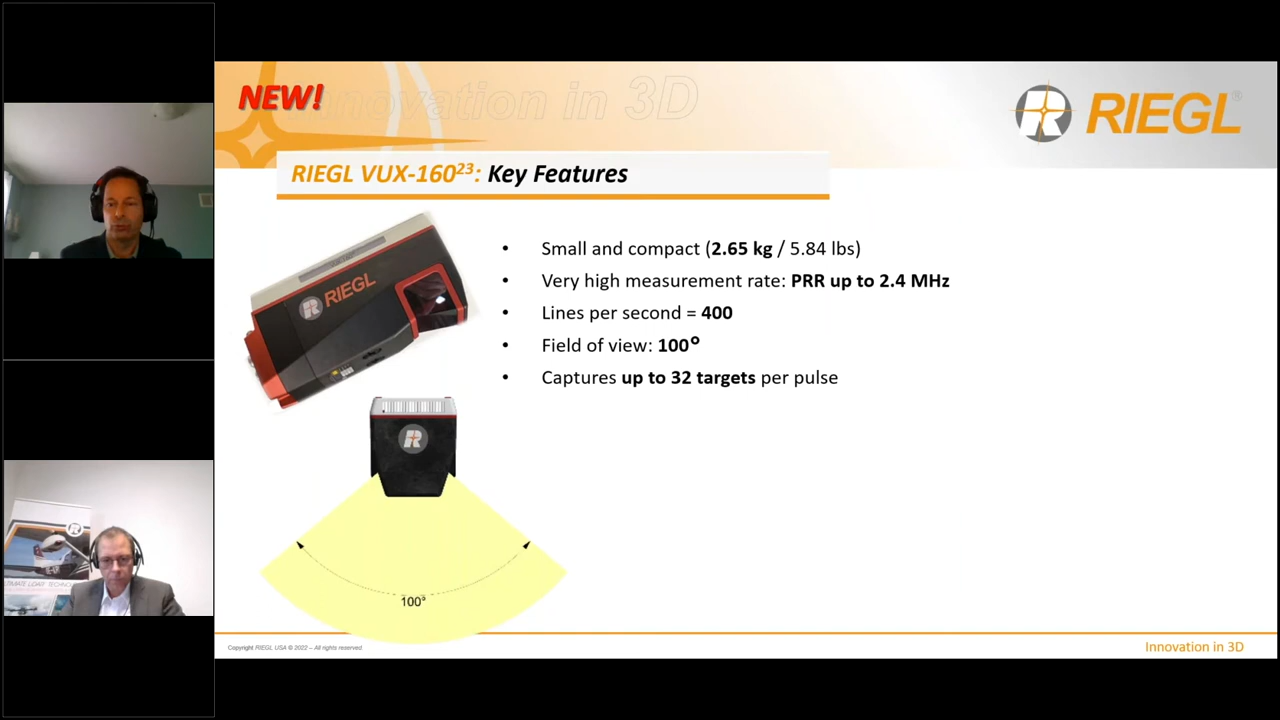 NEW!
Innovation in 3D
RIEGL®
RIEGL VUX-160²³: Key Features
RIEGL
• Small and compact (2.65 kg / 5.84 lbs)
• Very high measurement rate: PRR up to 2.4 MHz
• Lines per second = 400
• Field of view: 100°
• Captures up to 32 targets per pulse
100°
Copyright RIEGL USA © 2022 – All rights reserved.
Innovation in 3D